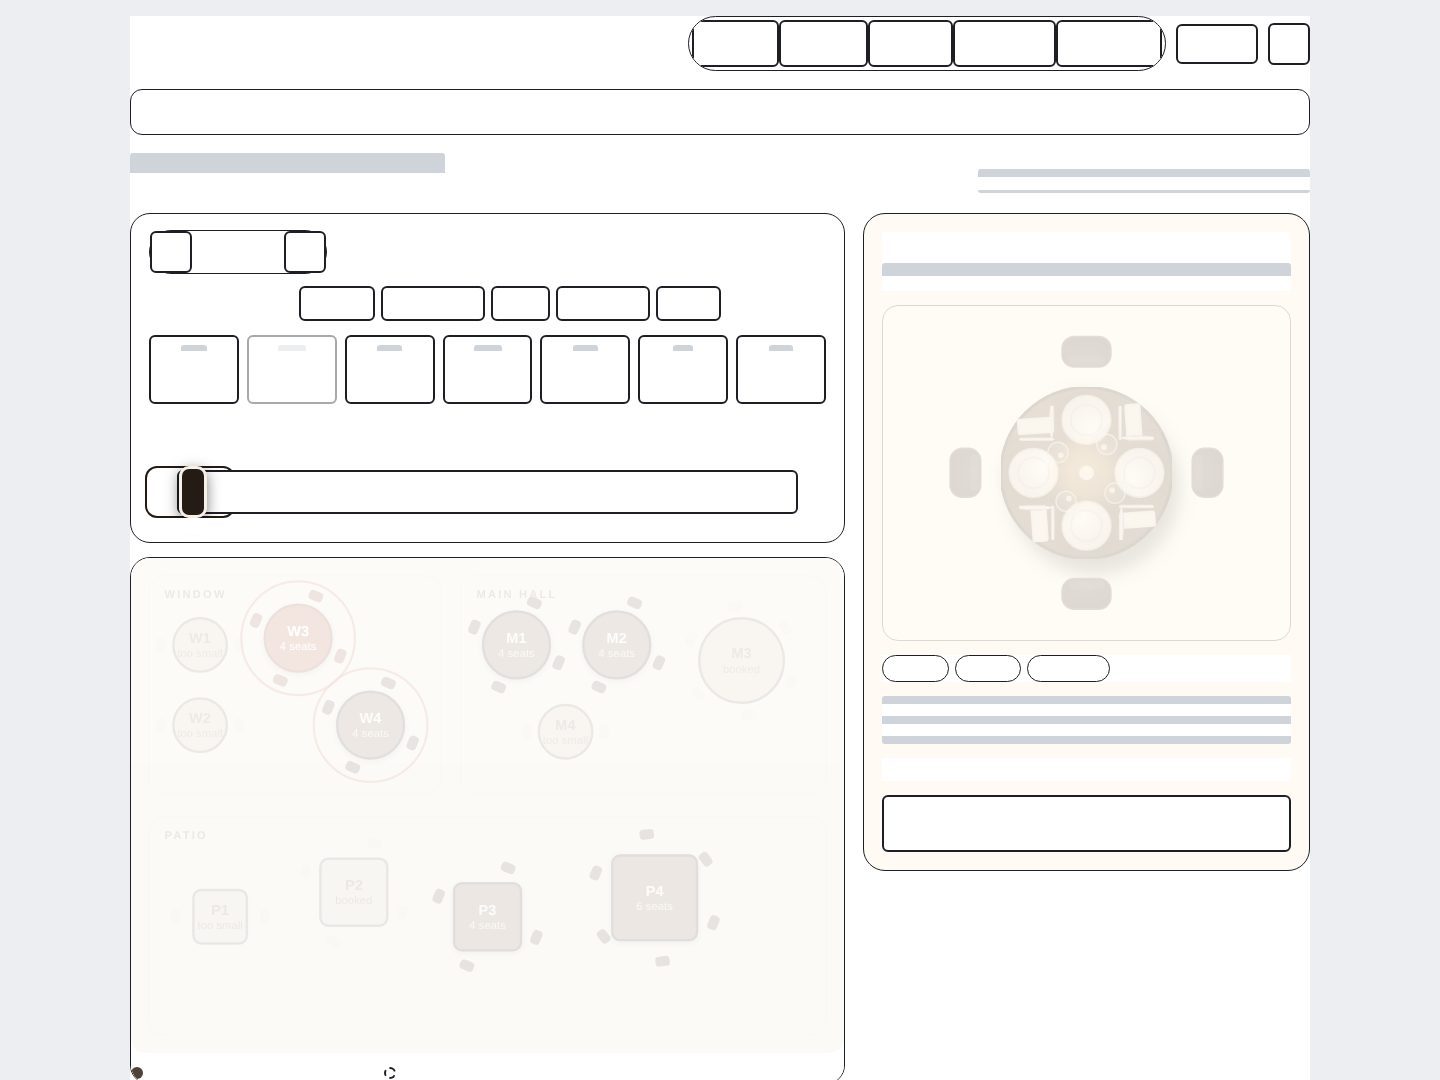 WINDOW
W1
too small
W3
4 seats
W2
too small
W4
4 seats
MAIN HALL
M1
4 seats
M2
4 seats
M3
booked
M4
too small
PATIO
P1
too small
P2
booked
P3
4 seats
P4
6 seats